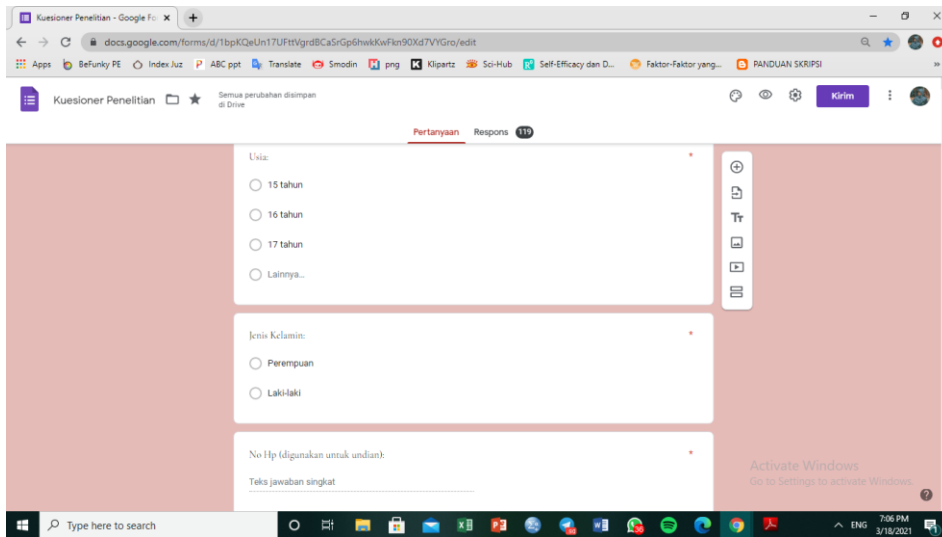 Kuesioner Penelitian - Google Fo
docs.google.com/forms/d/1bpKQeUn17UFttVgrdBCaSrGp6hwkKwFkn90Xd7VYGro/edit
Apps BeFunky PE Index Juz ABC ppt Translate Smodin png Klipartz Sci-Hub Self-Efficacy dan D... Faktor-Faktor yang... PANDUAN SKRIPSI
Kuesioner Penelitian
Semua perubahan disimpan
di Drive
Kirim
Pertanyaan Respons 119
Usia: *
15 tahun
16 tahun
17 tahun
Lainnya...
Jenis Kelamin: *
Perempuan
Laki-laki
No Hp (digunakan untuk undian): *
Teks jawaban singkat
Activate Windows
Go to Settings to activate Windows.
Type here to search
ENG
7:06 PM
3/18/2021